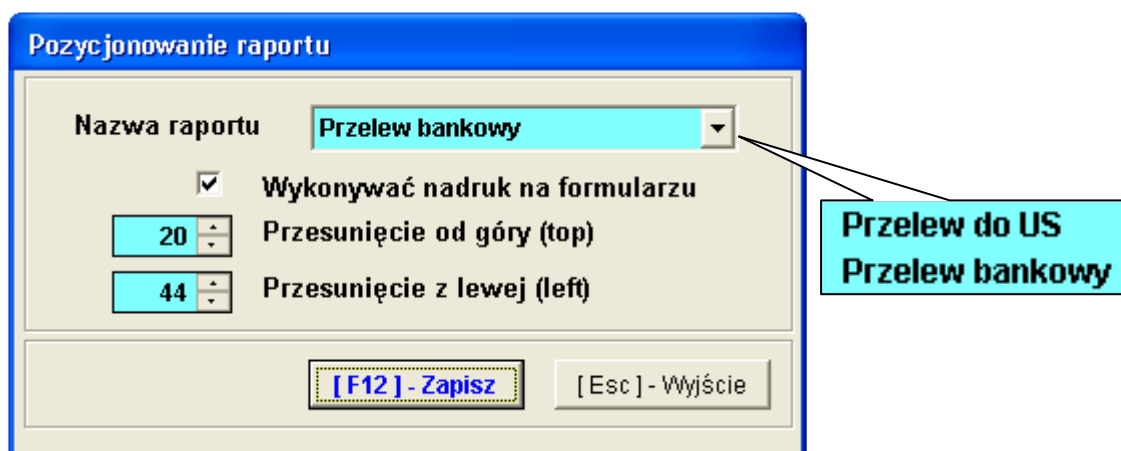 Pozycjonowanie raportu
Nazwa raportu Przelew bankowy
Wykonywać nadruk na formularzu
20 Przesunięcie od góry (top)
44 Przesunięcie z lewej (left)
Przelew do US
Przelew bankowy
[ F12 ] - Zapisz [ Esc ] - Wyjście